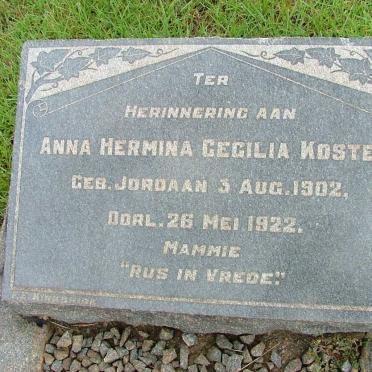 TER
HERINNERING AAN
ANNA HERMINA CECILIA KOSTE
GEB. JORDAAN 3 AUG. 1902,
OORL. 26 MEI 1922.
MAMMIE
"RUS IN VREDE."